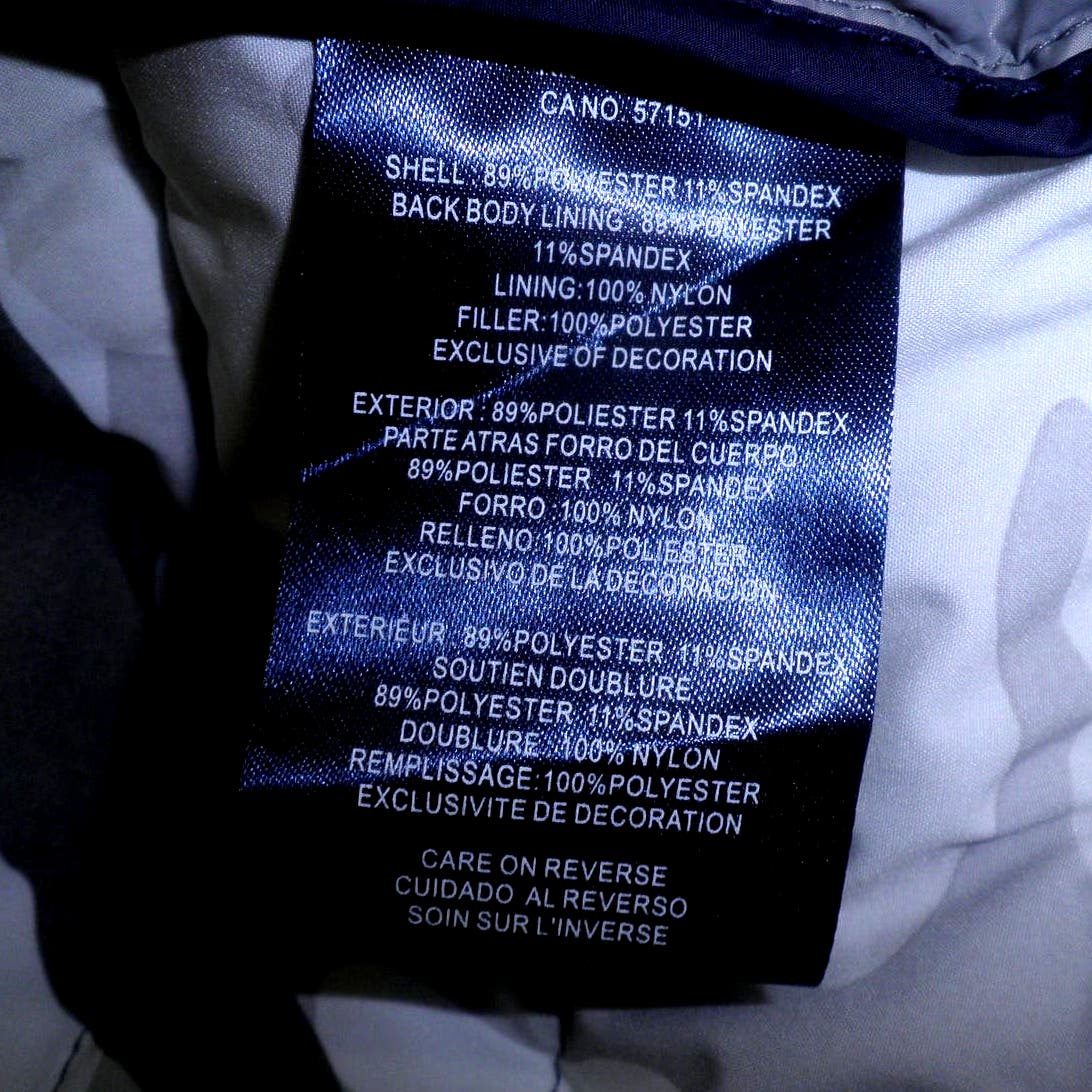 CA NO. 57151
SHELL: 89%POLYESTER 11%SPANDEX
BACK BODY LINING: 89%POLYESTER
11%SPANDEX
LINING:100% NYLON
FILLER:100%POLYESTER
EXCLUSIVE OF DECORATION
EXTERIOR: 89%POLIESTER 11%SPANDEX
PARTE ATRAS FORRO DEL CUERPO
89%POLIESTER 11%SPANDEX
FORRO 100% NYLON
RELLENO:100%POLIESTER
EXCLUSIVO DE LA DECORACION
EXTERIEUR: 89%POLYESTER 11%SPANDEX
SOUTIEN DOUBLURE
89%POLYESTER 11%SPANDEX
DOUBLURE: 100% NYLON
REMPLISSAGE:100%POLYESTER
EXCLUSIVITE DE DECORATION
CARE ON REVERSE
CUIDADO AL REVERSO
SOIN SUR L'INVERSE